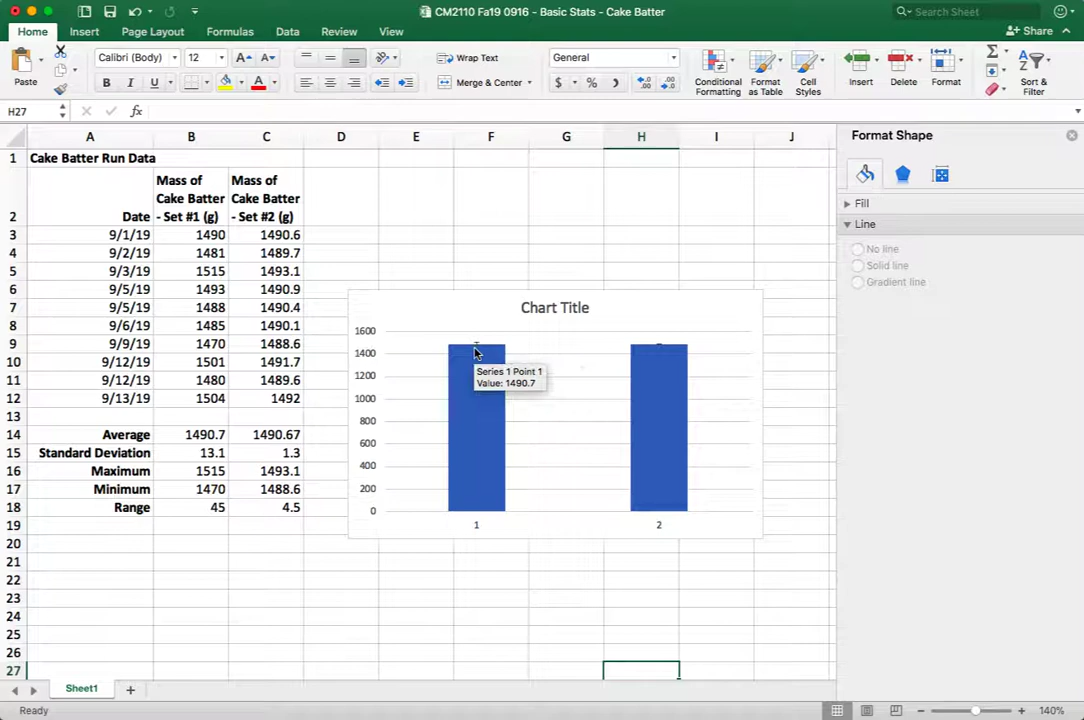 CM2110 Fa19 0916 - Basic Stats - Cake Batter
Search Sheet
Home Insert Page Layout Formulas Data Review View
Share
Paste
Calibri (Body) 12 A A
B I U A
Wrap Text
Merge & Center
General
$ % )
Conditional Formatting
Format as Table
Cell Styles
Insert
Delete
Format
Sort & Filter
H27 fx
A B C D E F G H I J
1 Cake Batter Run Data
2 Date Mass of Cake Batter - Set #1 (g) Mass of Cake Batter - Set #2 (g)
3 9/1/19 1490 1490.6
4 9/2/19 1481 1489.7
5 9/3/19 1515 1493.1
6 9/5/19 1493 1490.9
7 9/5/19 1488 1490.4
8 9/6/19 1485 1490.1
9 9/9/19 1470 1488.6
10 9/12/19 1501 1491.7
11 9/12/19 1480 1489.6
12 9/13/19 1504 1492
13
14 Average 1490.7 1490.67
15 Standard Deviation 13.1 1.3
16 Maximum 1515 1493.1
17 Minimum 1470 1488.6
18 Range 45 4.5
19
20
21
22
23
24
25
26
27
Chart Title
1600
1400
1200
1000
800
600
400
200
0
1 2
Series 1 Point 1
Value: 1490.7
Format Shape
Fill
Line
No line
Solid line
Gradient line
Sheet1
Ready
140%